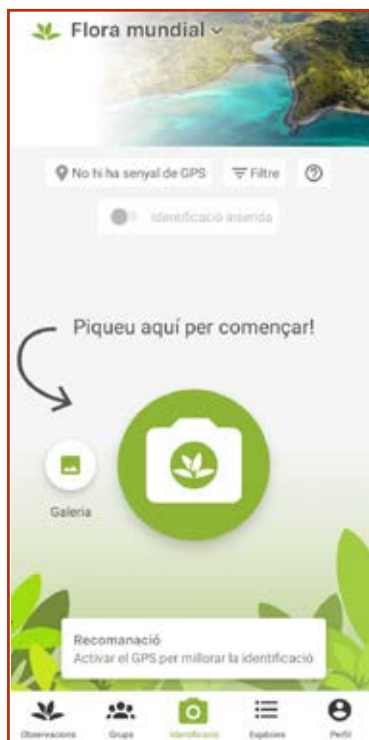 Flora mundial
No hi ha senyal de GPS
Filtre
Identificació inserida
Piqueu aquí per començar!
Galeria
Recomanació
Activar el GPS per millorar la identificació
Observacions
Grups
Identificació
Espècies
Perfil